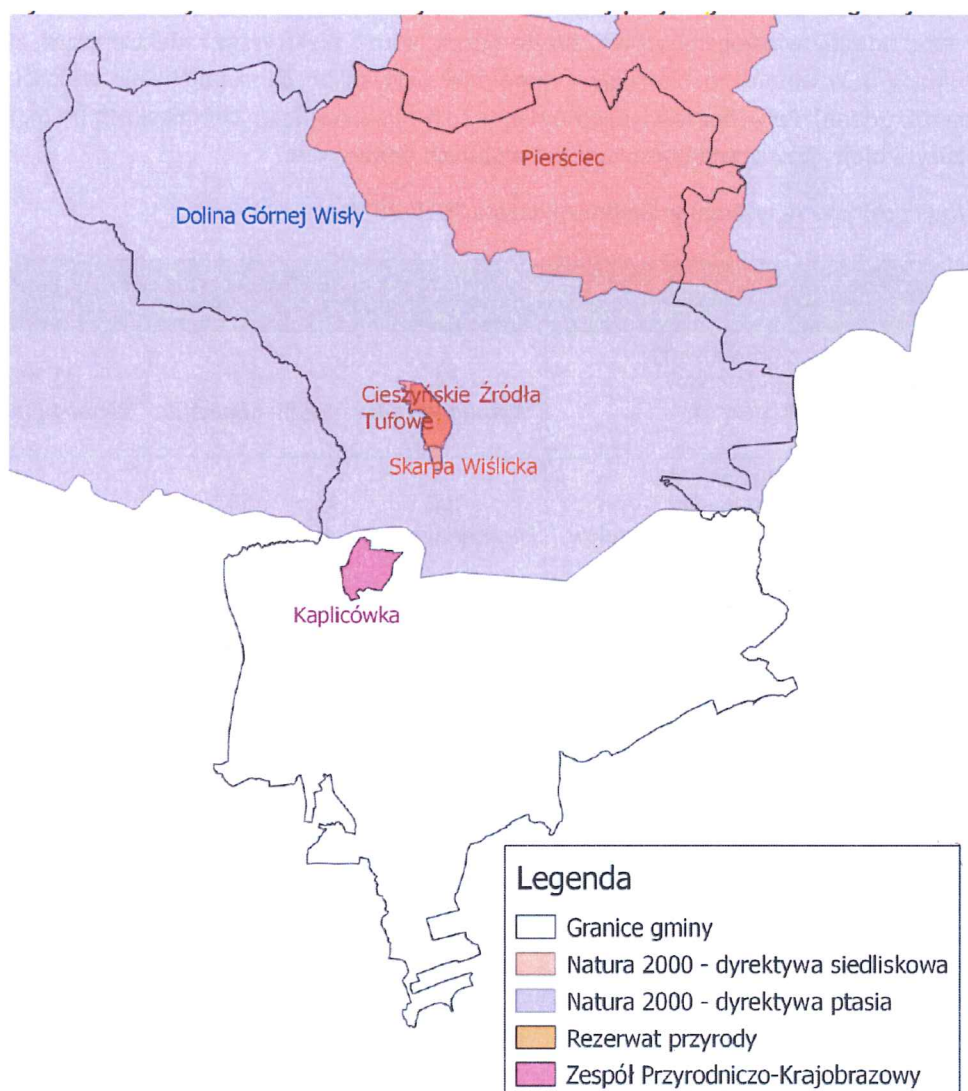 Pierściec
Dolina Górnej Wisły
Cieszyńskie Źródła
Tufowe
Skarpa Wiślicka
Kaplicówka
Legenda
Granice gminy
Natura 2000 - dyrektywa siedliskowa
Natura 2000 - dyrektywa ptasia
Rezerwat przyrody
Zespół Przyrodniczo-Krajobrazowy